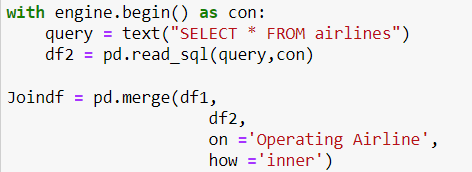 with engine.begin() as con:
    query = text("SELECT * FROM airlines")
    df2 = pd.read_sql(query,con)

Joindf = pd.merge(df1,
                  df2,
                  on ='Operating Airline',
                  how ='inner')